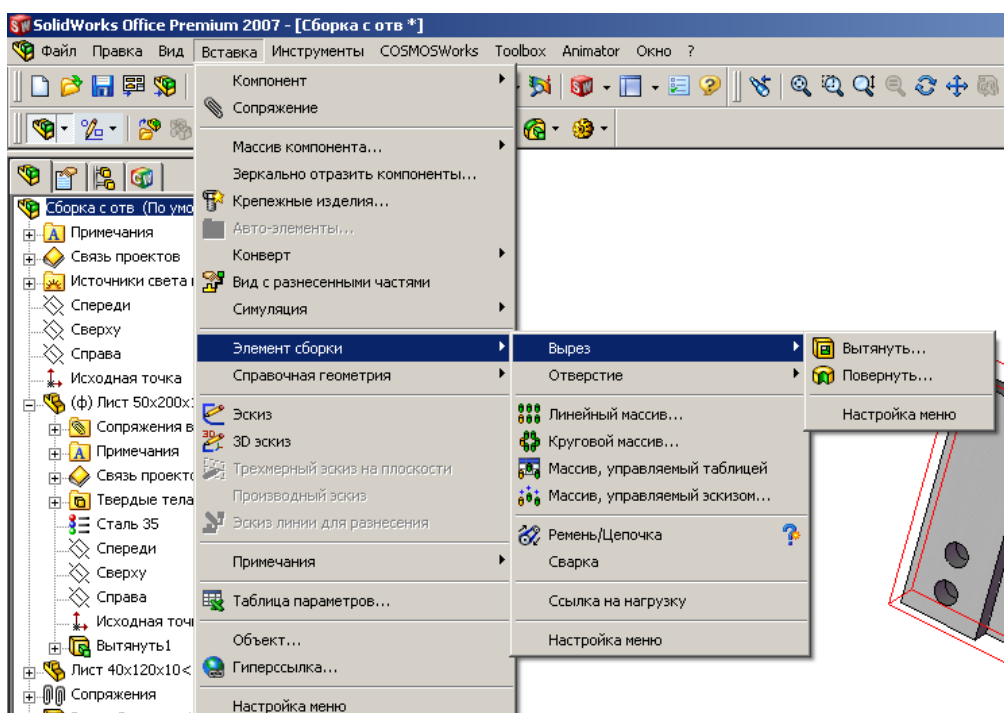 SolidWorks Office Premium 2007 - [Сборка с отв *]
Файл Правка Вид Вставка Инструменты COSMOSWorks Toolbox Animator Окно ?
Компонент
Сопряжение
Массив компонента...
Зеркально отразить компоненты...
Крепежные изделия...
Авто-элементы...
Конверт
Вид с разнесенными частями
Симуляция
Элемент сборки
Справочная геометрия
Эскиз
3D эскиз
Трехмерный эскиз на плоскости
Производный эскиз
Эскиз линии для разнесения
Примечания
Таблица параметров...
Объект...
Гиперссылка...
Настройка меню
Вырез
Отверстие
Линейный массив...
Круговой массив...
Массив, управляемый таблицей
Массив, управляемый эскизом...
Ремень/Цепочка
Сварка
Ссылка на нагрузку
Настройка меню
Вытянуть...
Повернуть...
Настройка меню
Сборка с отв (По умо
Примечания
Связь проектов
Источники света
Спереди
Сверху
Справа
Исходная точка
(ф) Лист 50x200x
Сопряжения в
Примечания
Связь проекто
Твердые тела
Сталь 35
Спереди
Сверху
Справа
Исходная точ
Вытянуть1
Лист 40x120x10<
Сопряжения